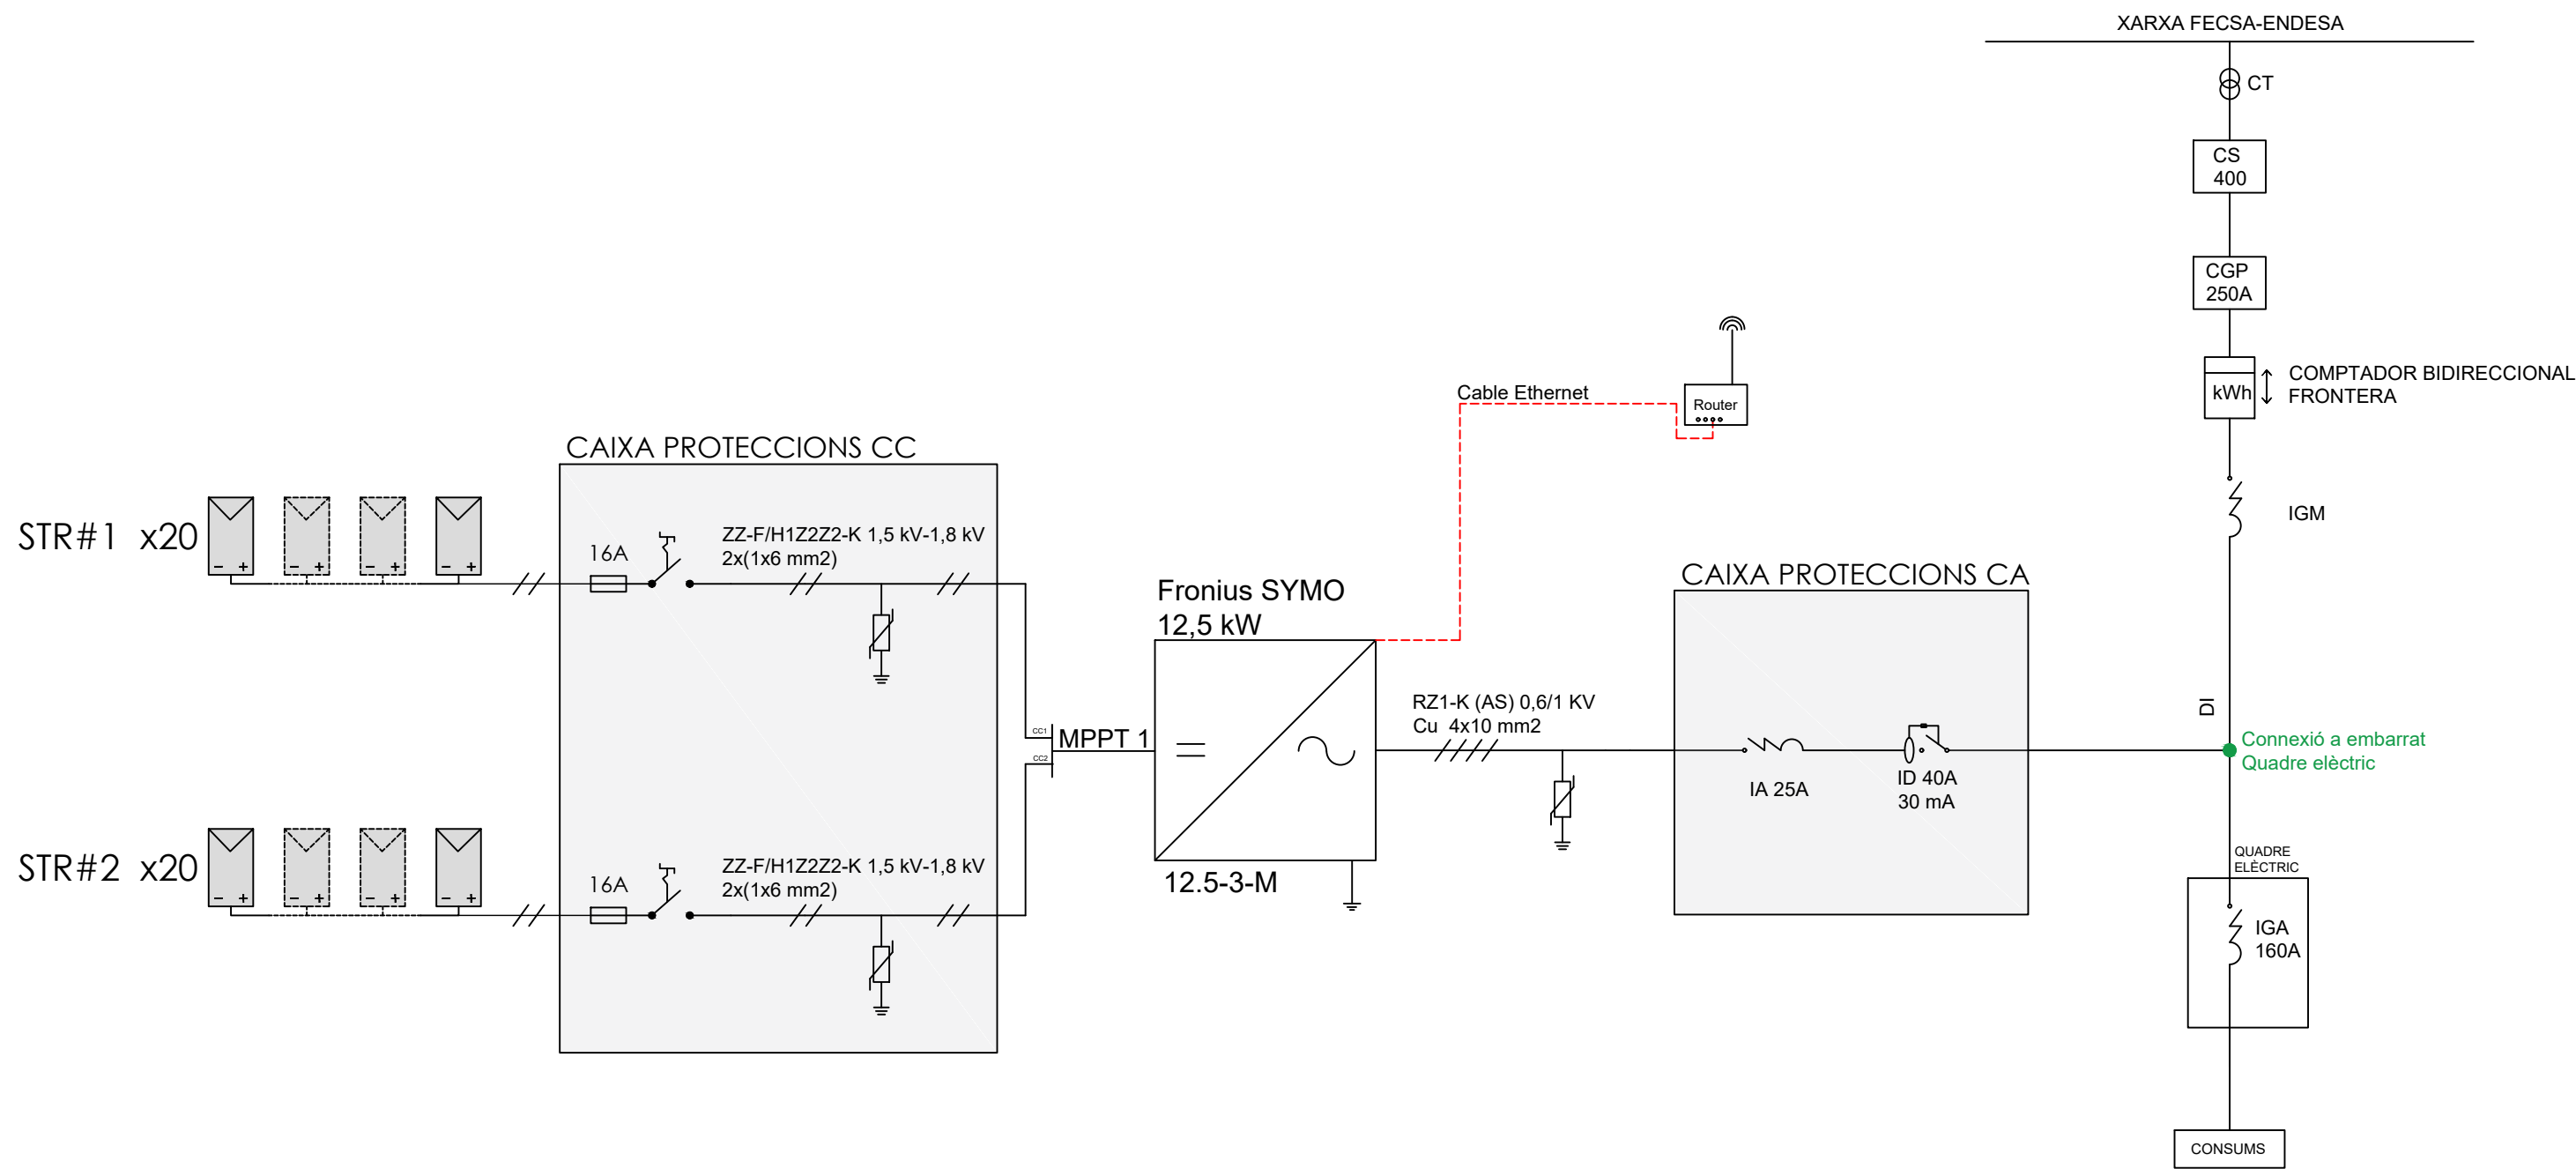 XARXA FECSA-ENDESA
CT
CS
400
CGP
250A
kWh
COMPTADOR BIDIRECCIONAL
FRONTERA
IGM
Cable Ethernet
Router
CAIXA PROTECCIONS CC
STR#1 x20
- +
- +
- +
- +
16A
ZZ-F/H1Z2Z2-K 1,5 kV-1,8 kV
2x(1x6 mm2)
Fronius SYMO
12,5 kW
CC1
CC2
MPPT 1
12.5-3-M
RZ1-K (AS) 0,6/1 KV
Cu 4x10 mm2
CAIXA PROTECCIONS CA
IA 25A
ID 40A
30 mA
DI
Connexió a embarrat
Quadre elèctric
STR#2 x20
- +
- +
- +
- +
16A
ZZ-F/H1Z2Z2-K 1,5 kV-1,8 kV
2x(1x6 mm2)
QUADRE
ELÈCTRIC
IGA
160A
CONSUMS